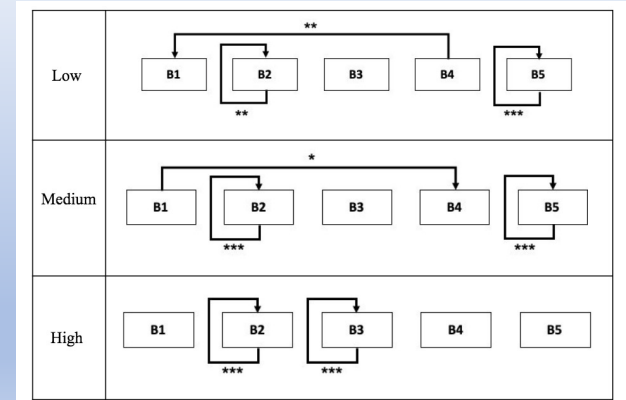 **
Low B1 B2 B3 B4 B5
** ***
*
Medium B1 B2 B3 B4 B5
*** ***
High B1 B2 B3 B4 B5
*** ***